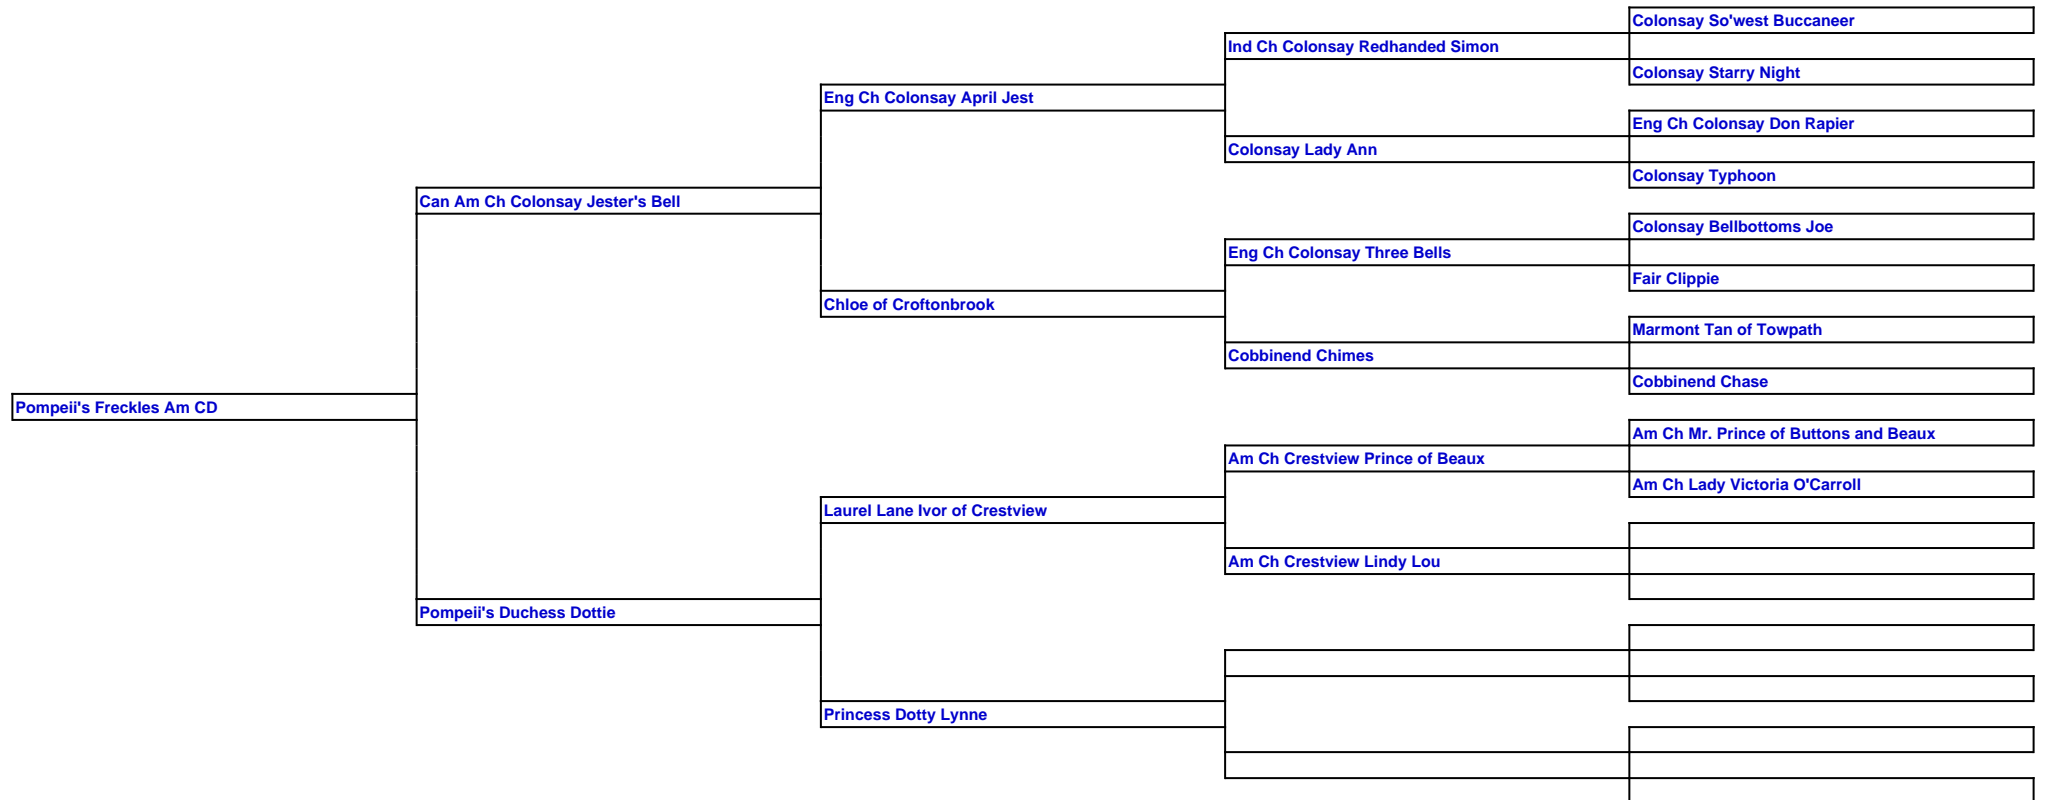 Colonsay So'west Buccaneer
Ind Ch Colonsay Redhanded Simon
Colonsay Starry Night
Eng Ch Colonsay April Jest
Eng Ch Colonsay Don Rapier
Colonsay Lady Ann
Colonsay Typhoon
Can Am Ch Colonsay Jester's Bell
Colonsay Bellbottoms Joe
Eng Ch Colonsay Three Bells
Fair Clippie
Chloe of Croftonbrook
Marmont Tan of Towpath
Cobbinend Chimes
Cobbinend Chase
Pompeii's Freckles Am CD
Am Ch Mr. Prince of Buttons and Beaux
Am Ch Crestview Prince of Beaux
Am Ch Lady Victoria O'Carroll
Laurel Lane Ivor of Crestview
Am Ch Crestview Lindy Lou
Pompeii's Duchess Dottie
Princess Dotty Lynne